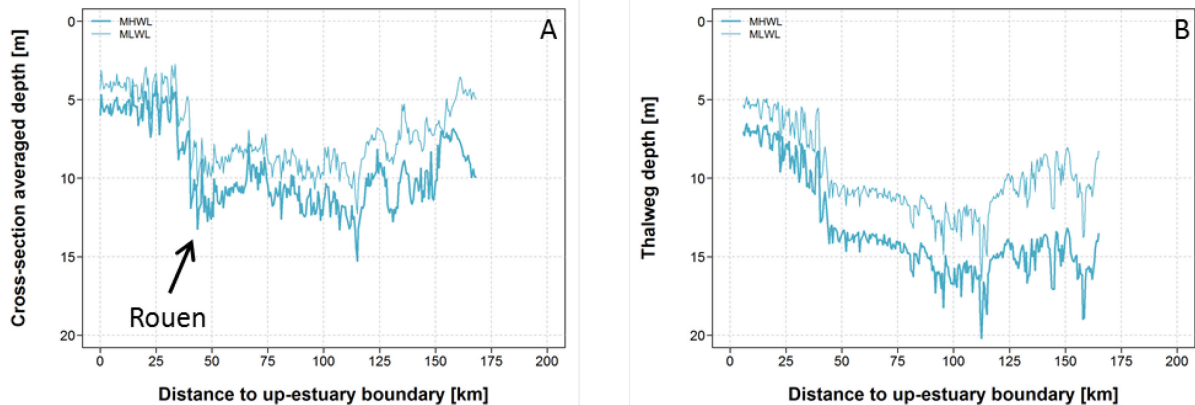 A
MHWL
MLWL
Cross-section averaged depth [m]
0
5
10
15
20
Rouen
0 25 50 75 100 125 150 175 200
Distance to up-estuary boundary [km]
B
MHWL
MLWL
Thalweg depth [m]
0
5
10
15
20
0 25 50 75 100 125 150 175 200
Distance to up-estuary boundary [km]